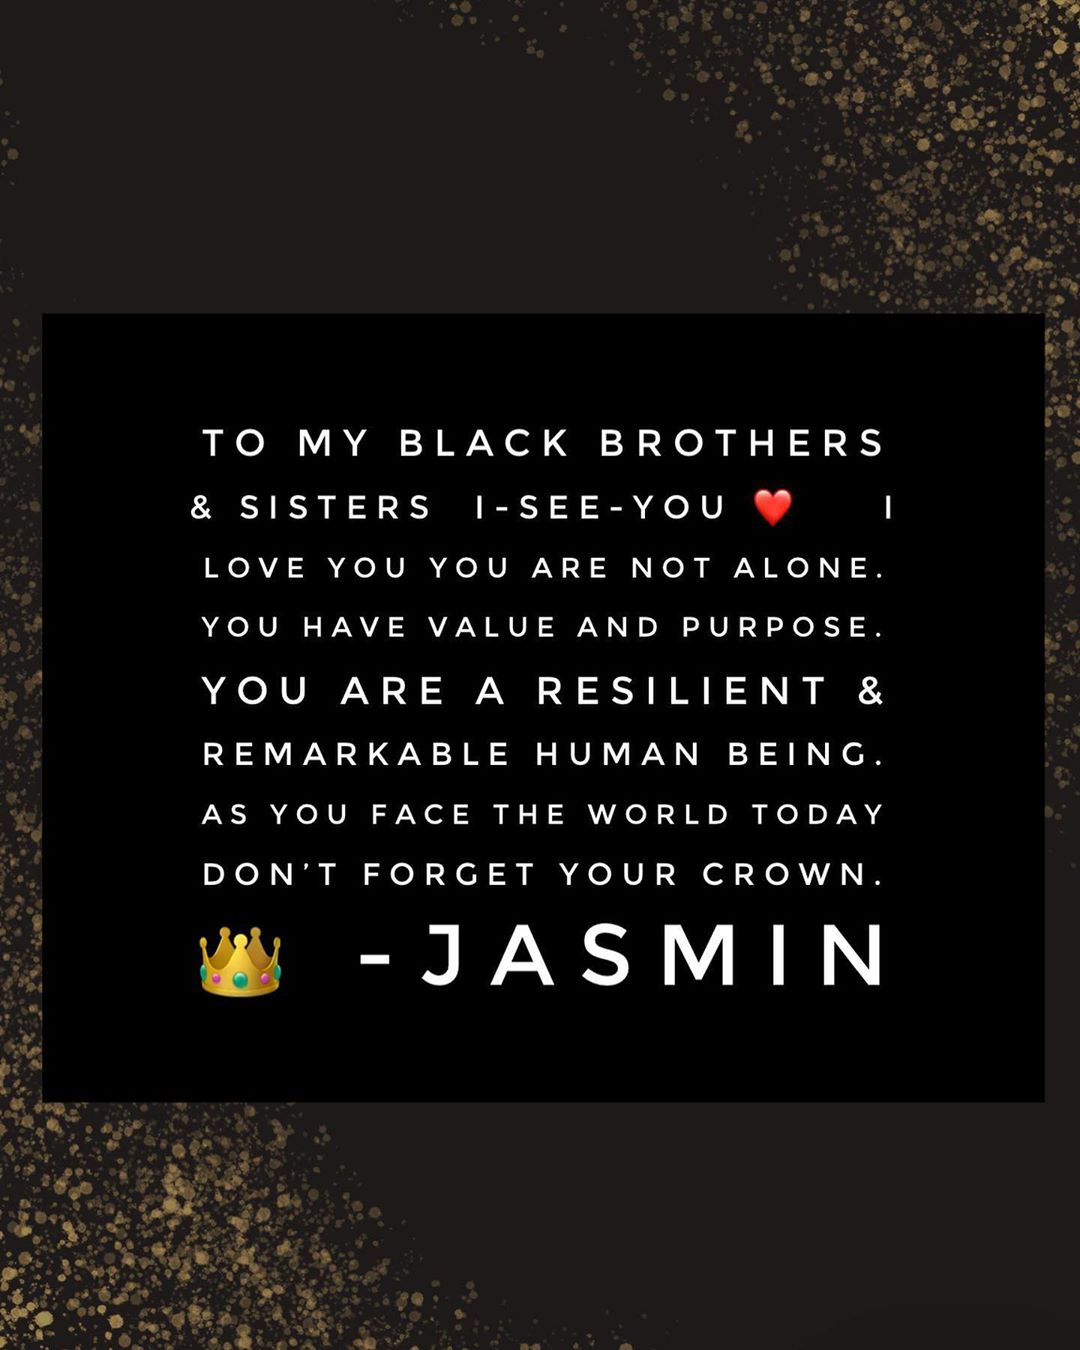 TO MY BLACK BROTHERS
& SISTERS I-SEE-YOU ❤️ I
LOVE YOU YOU ARE NOT ALONE.
YOU HAVE VALUE AND PURPOSE.
YOU ARE A RESILIENT &
REMARKABLE HUMAN BEING.
AS YOU FACE THE WORLD TODAY
DON’T FORGET YOUR CROWN.
👑 -JASMIN